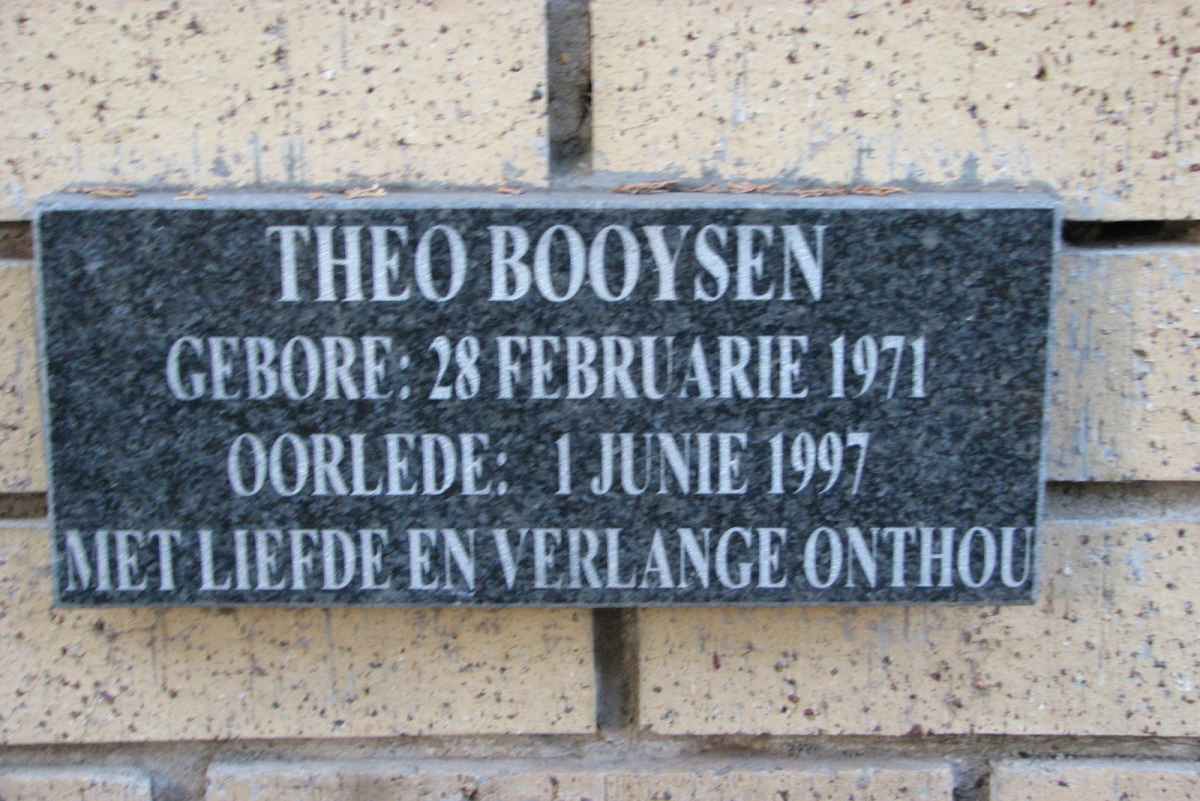 THEO BOOYSEN
GEBORE: 28 FEBRUARIE 1971
OORLEDE: 1 JUNIE 1997
MET LIEFDE EN VERLANGE ONTHOU